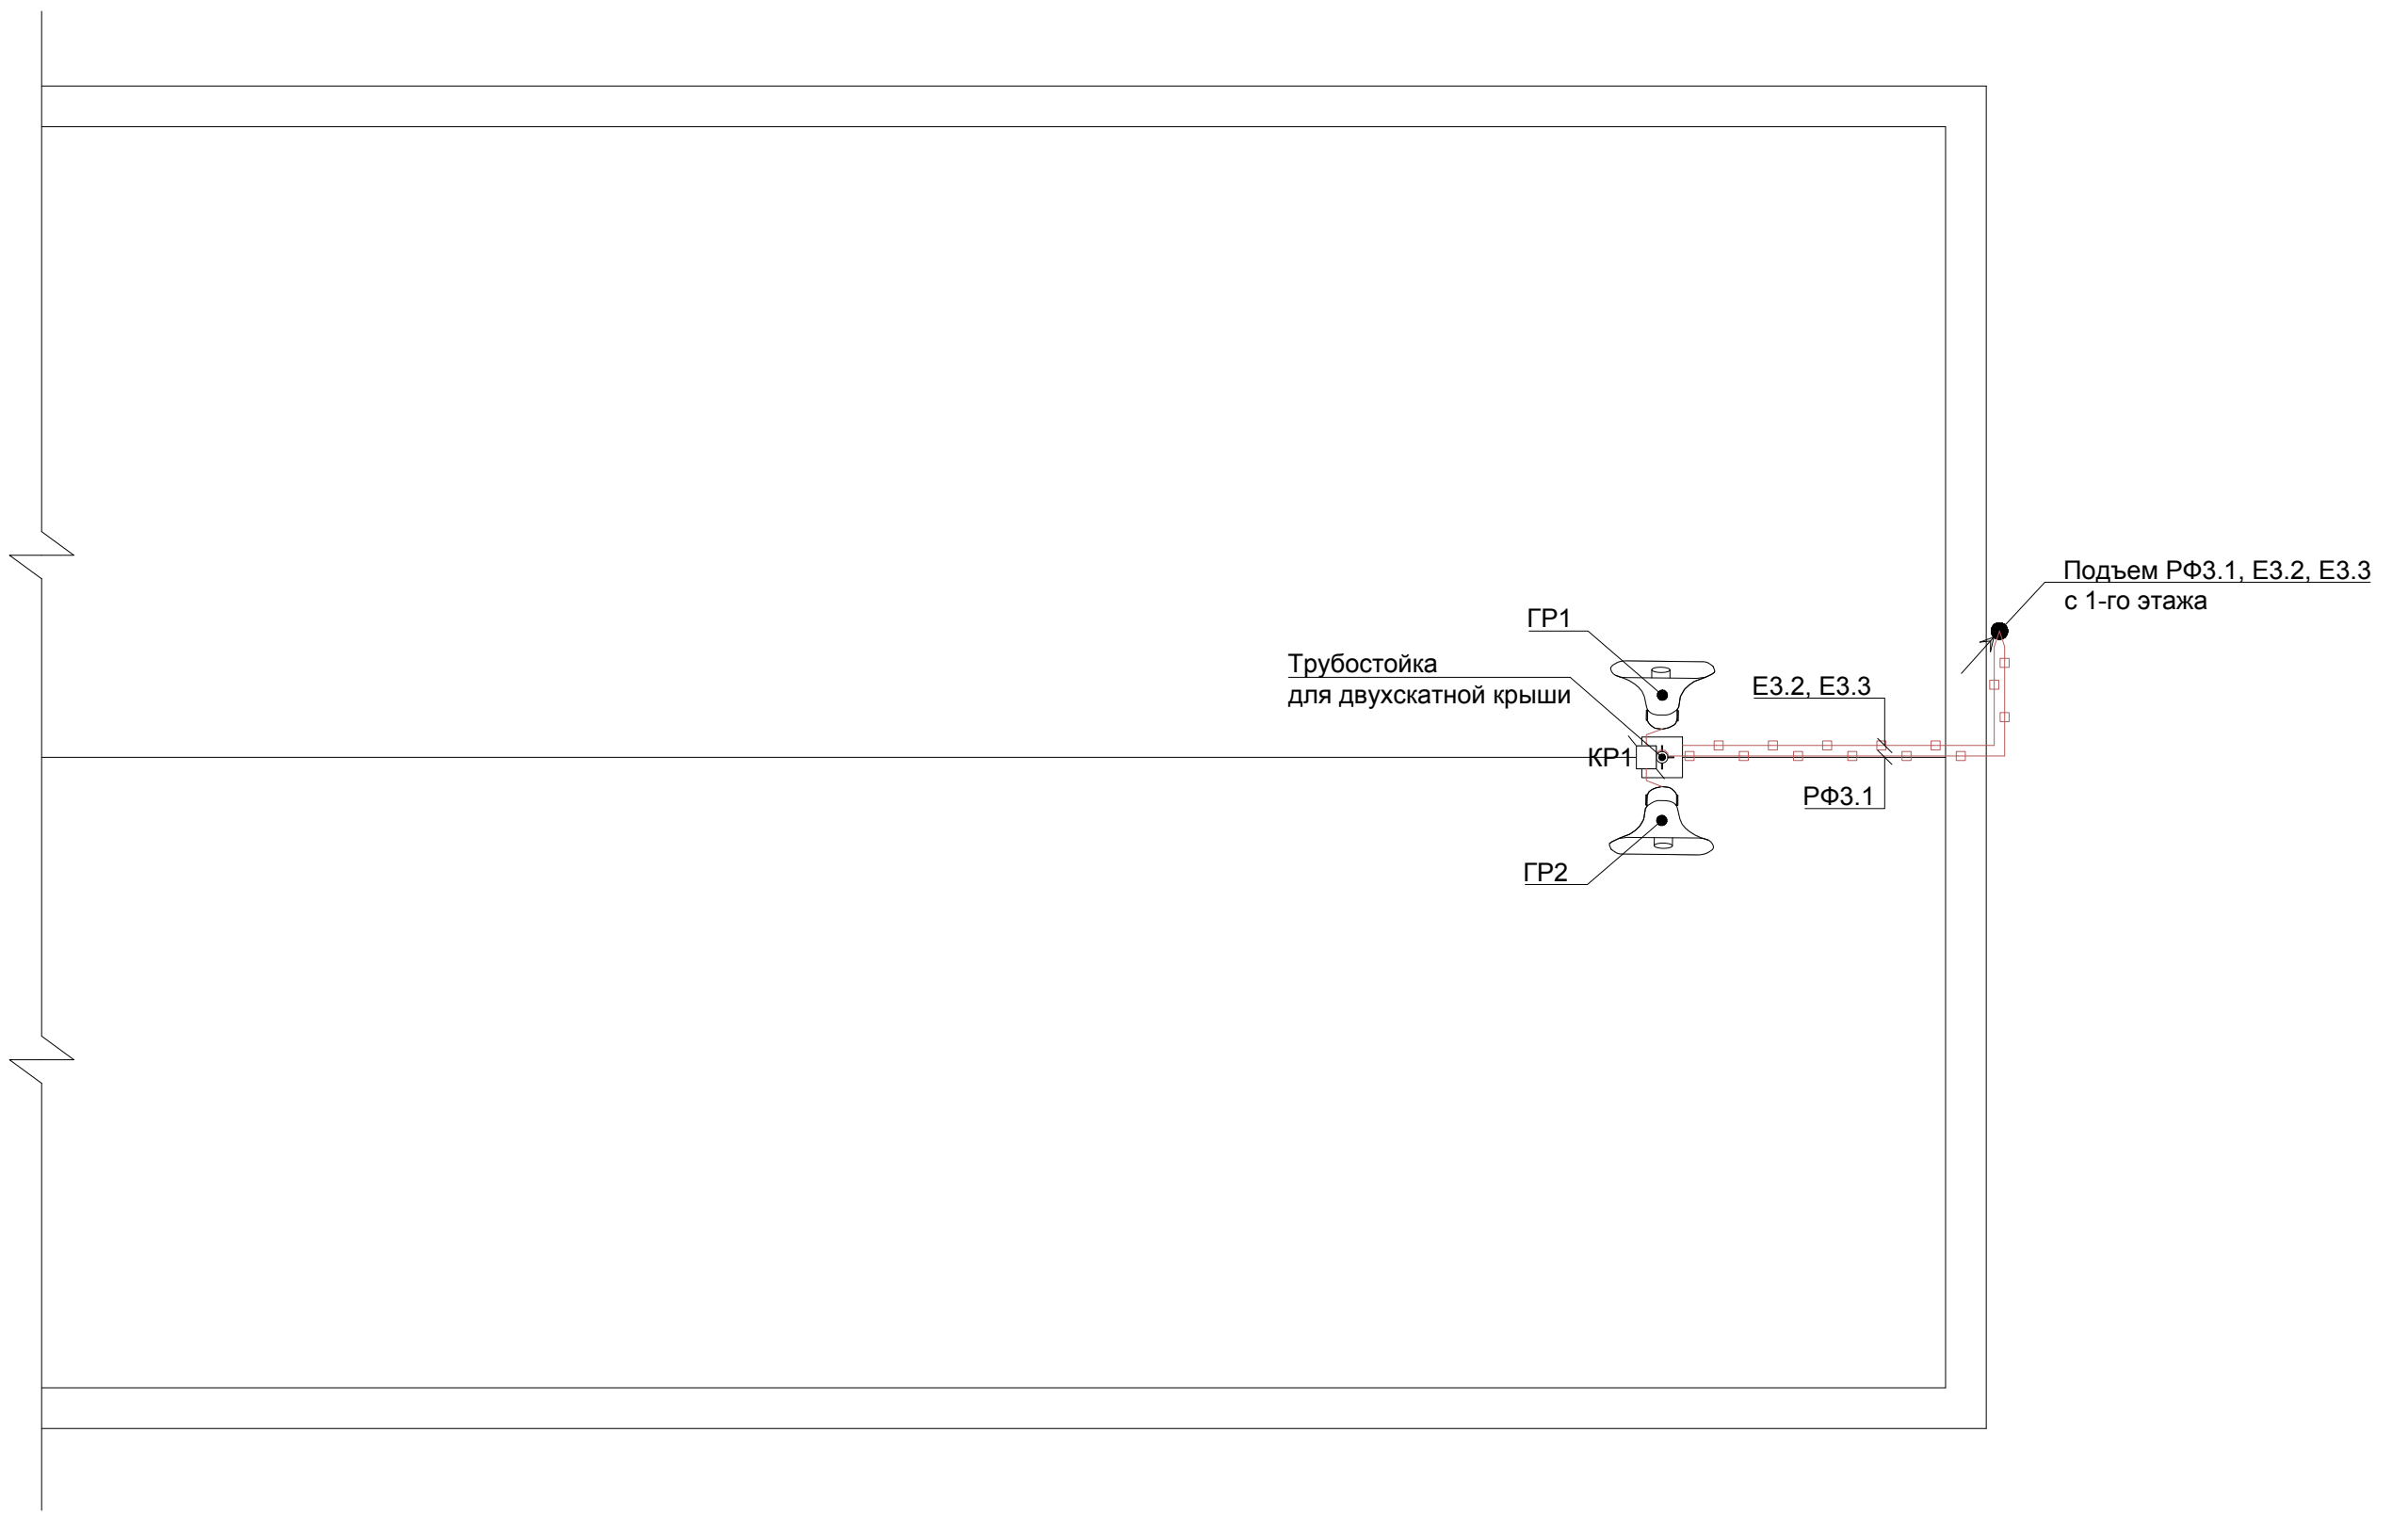 Подъем РФ3.1, Е3.2, Е3.3
с 1-го этажа
ГР1
Трубостойка
для двухскатной крыши
Е3.2, Е3.3
КР1
РФ3.1
ГР2